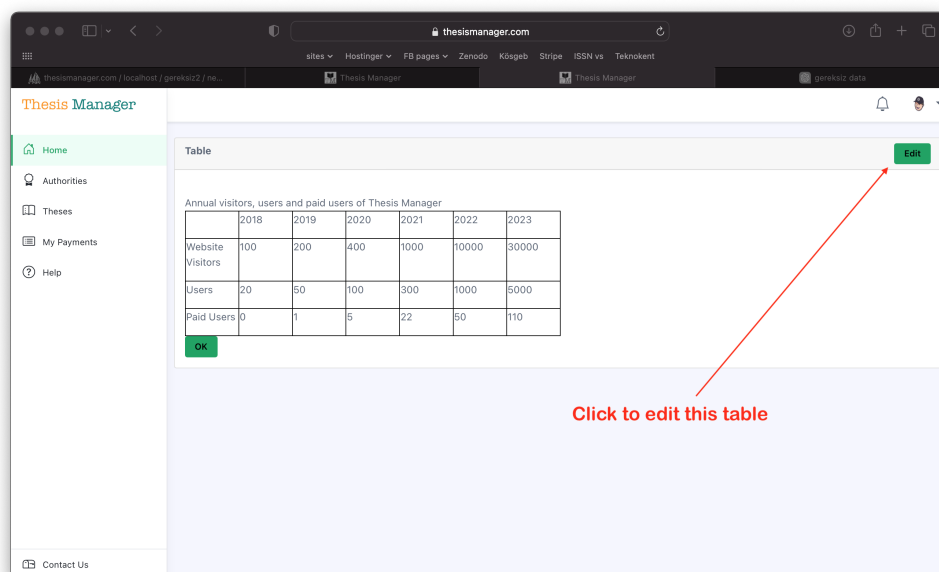 thesismanager.com
sites Hostinger FB pages Zenodo Kösgeb Stripe ISSN vs Teknokent
thesismanager.com / localhost / gereksiz2 / ne... Thesis Manager Thesis Manager gereksiz data
Thesis Manager
Home
Authorities
Theses
My Payments
Help
Contact Us
Table
Edit
Annual visitors, users and paid users of Thesis Manager
2018 2019 2020 2021 2022 2023
Website Visitors 100 200 400 1000 10000 30000
Users 20 50 100 300 1000 5000
Paid Users 0 1 5 22 50 110
OK
Click to edit this table